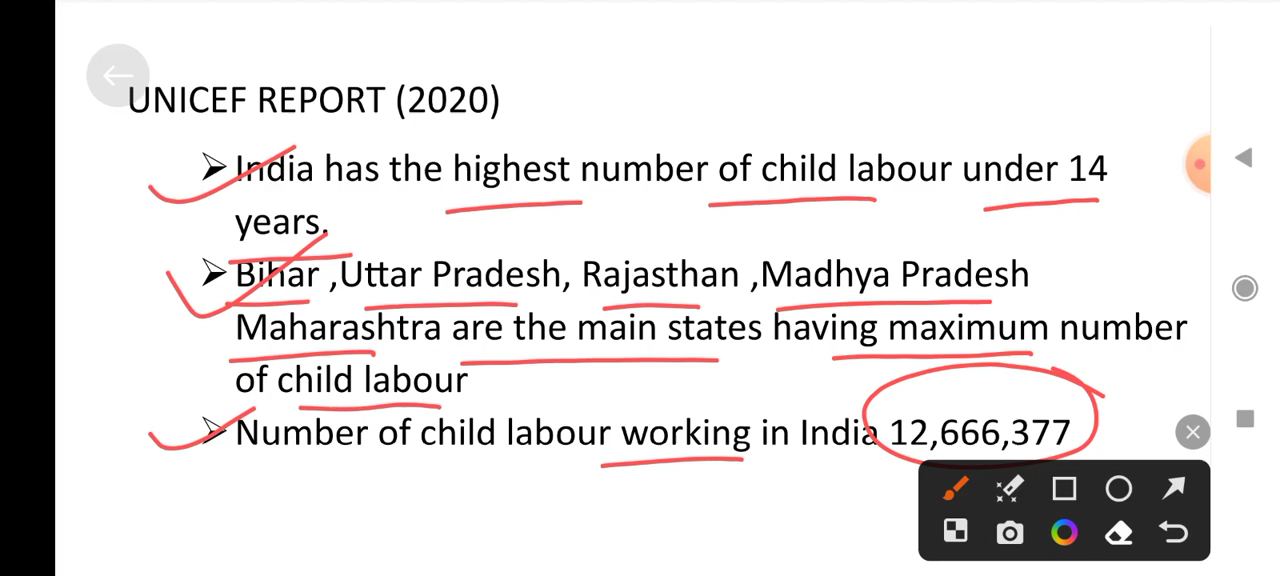 UNICEF REPORT (2020)
➢ India has the highest number of child labour under 14
years.
➢ Bihar ,Uttar Pradesh, Rajasthan ,Madhya Pradesh
Maharashtra are the main states having maximum number
of child labour
➢ Number of child labour working in India 12,666,377